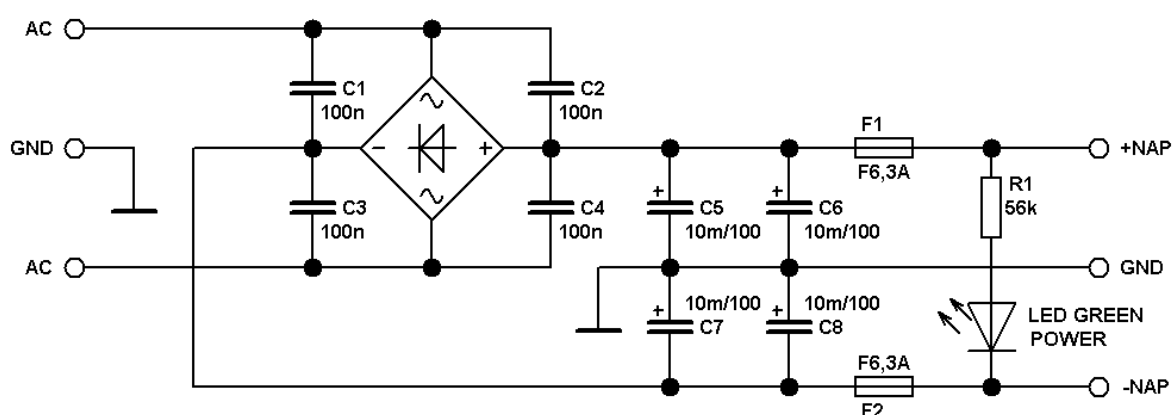 AC
C1
100n
C2
100n
F1
GND
- +
+NAP
F6,3A
R1
56k
C3
100n
C4
100n
+ C5
10m/100
+ C6
10m/100
AC
GND
10m/100
+ C7
10m/100
+ C8
LED GREEN
POWER
F6,3A
-NAP
F2